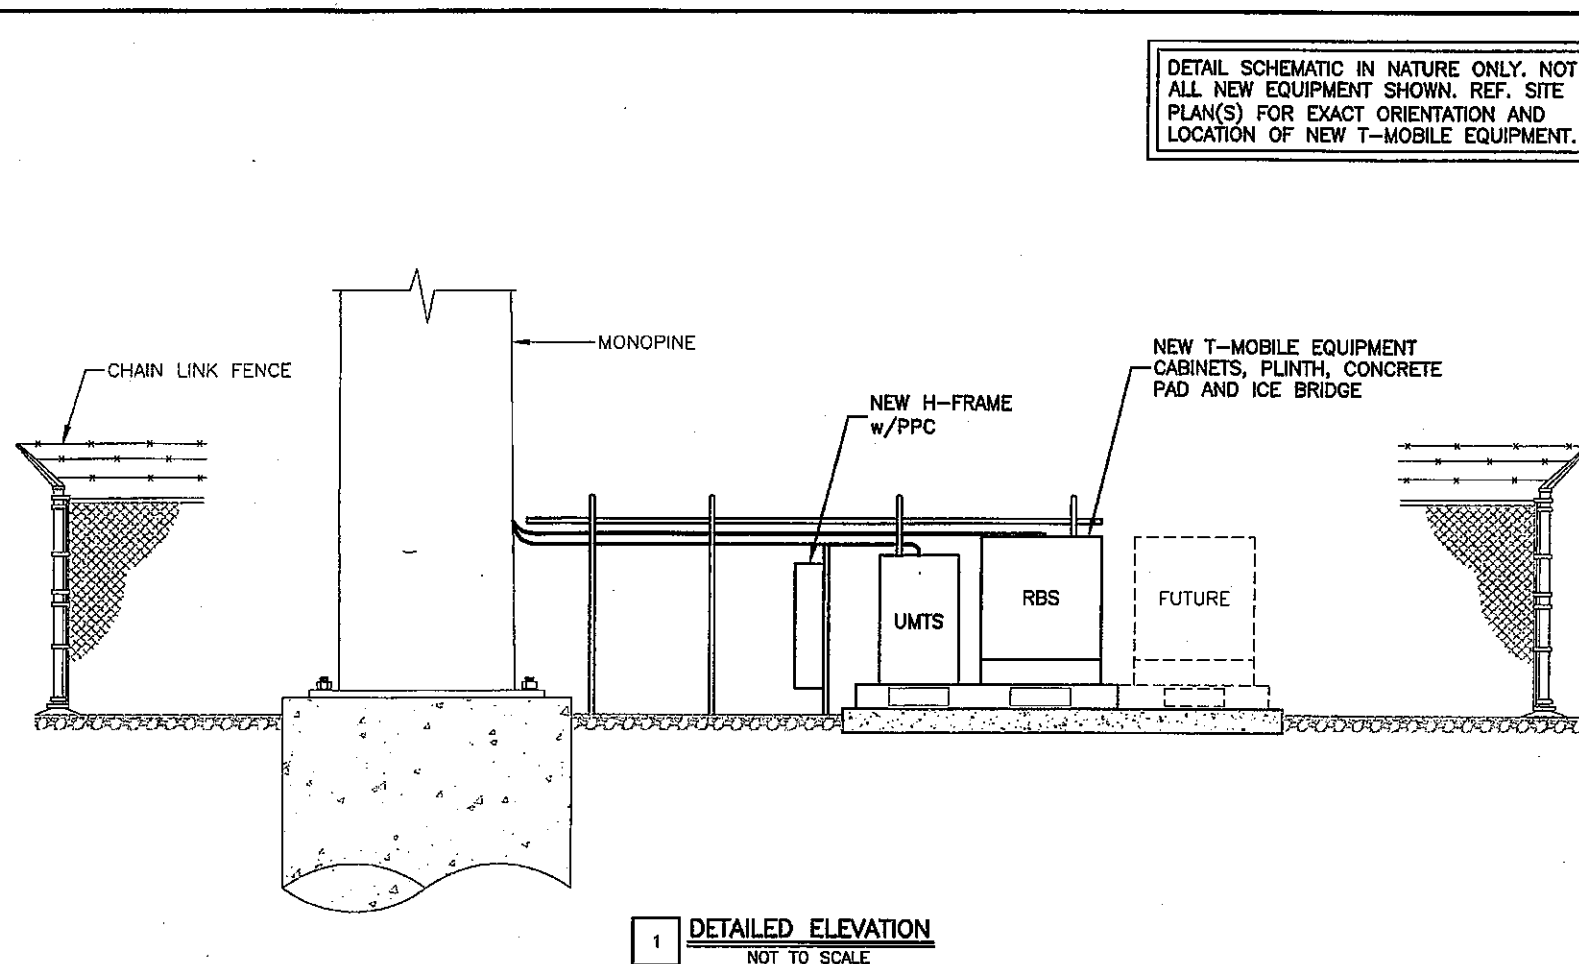 DETAIL SCHEMATIC IN NATURE ONLY. NOT
ALL NEW EQUIPMENT SHOWN. REF. SITE
PLAN(S) FOR EXACT ORIENTATION AND
LOCATION OF NEW T-MOBILE EQUIPMENT.
MONOPINE
CHAIN LINK FENCE
NEW T-MOBILE EQUIPMENT
CABINETS, PLINTH, CONCRETE
PAD AND ICE BRIDGE
NEW H-FRAME
w/PPC
UMTS
RBS
FUTURE
1
DETAILED ELEVATION
NOT TO SCALE